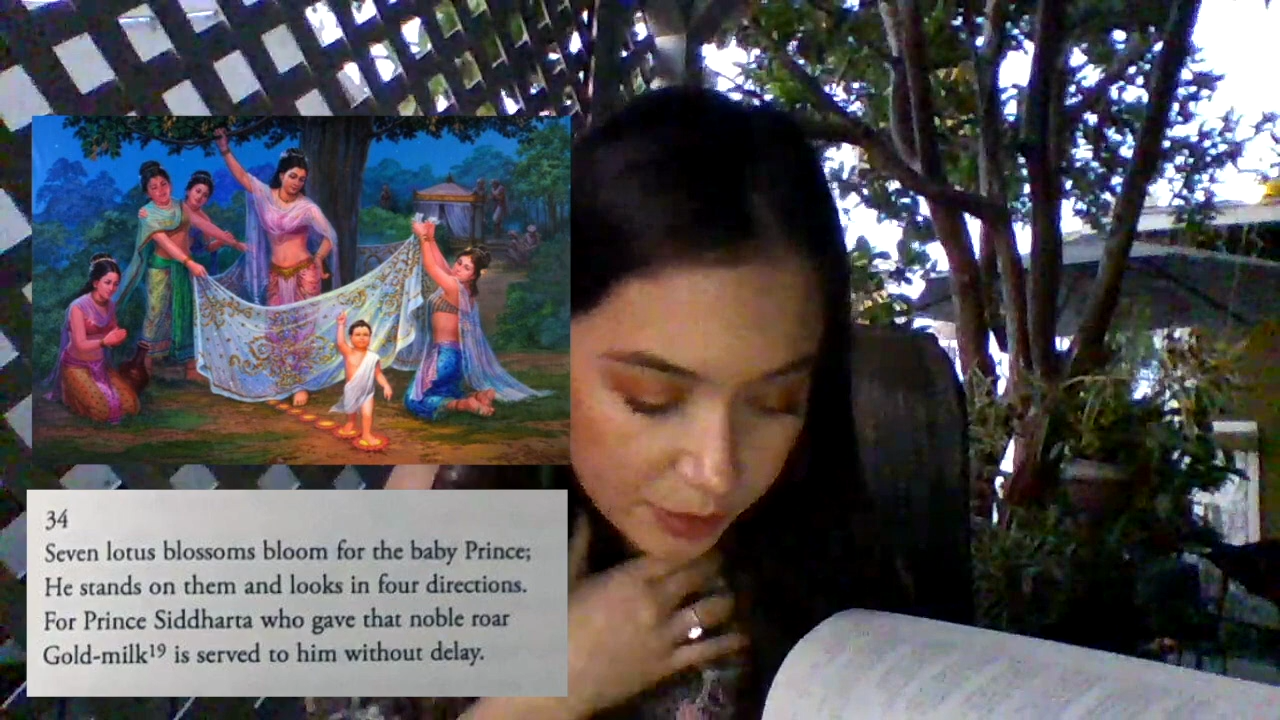 34
Seven lotus blossoms bloom for the baby Prince;
He stands on them and looks in four directions.
For Prince Siddharta who gave that noble roar
Gold-milk¹⁹ is served to him without delay.